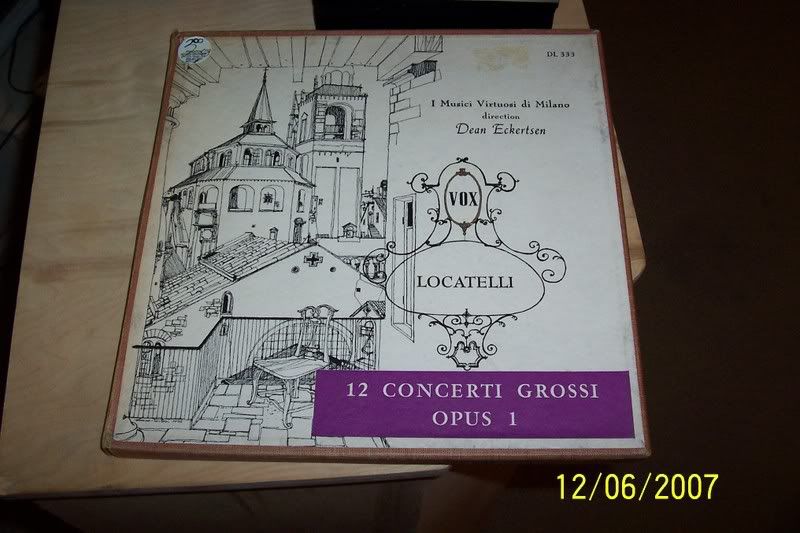 DL 333
I Musici Virtuosi di Milano
direction
Dean Eckertsen
VOX
LOCATELLI
12 CONCERTI GROSSI
OPUS 1
12/06/2007